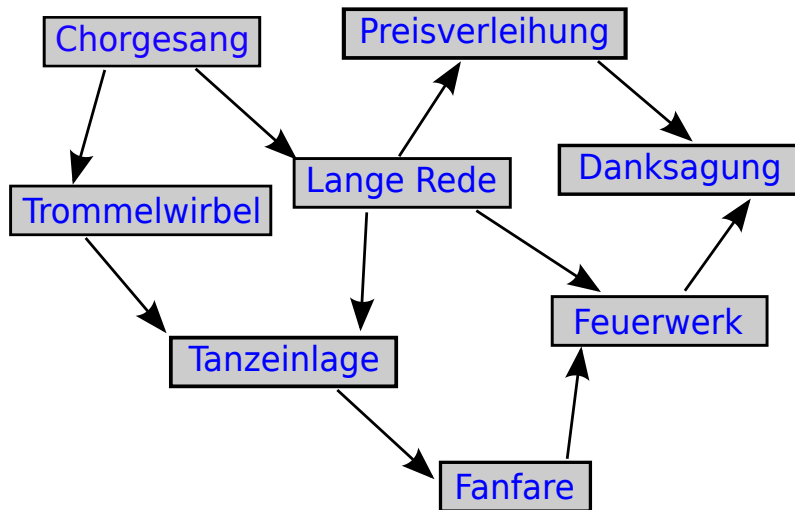 Chorgesang
Preisverleihung
Lange Rede
Danksagung
Trommelwirbel
Feuerwerk
Tanzeinlage
Fanfare